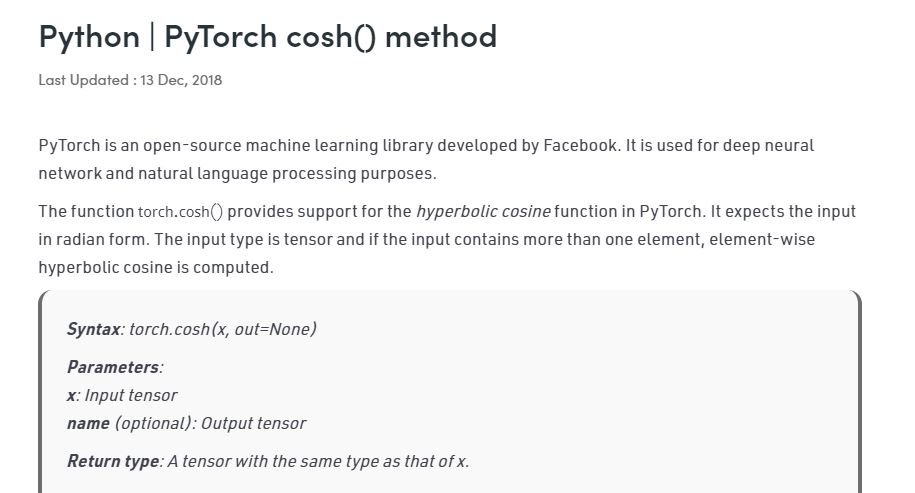 Python | PyTorch cosh() method
Last Updated : 13 Dec, 2018
PyTorch is an open-source machine learning library developed by Facebook. It is used for deep neural
network and natural language processing purposes.
The function torch.cosh() provides support for the hyperbolic cosine function in PyTorch. It expects the input
in radian form. The input type is tensor and if the input contains more than one element, element-wise
hyperbolic cosine is computed.
Syntax: torch.cosh(x, out=None)
Parameters:
x: Input tensor
name (optional): Output tensor
Return type: A tensor with the same type as that of x.